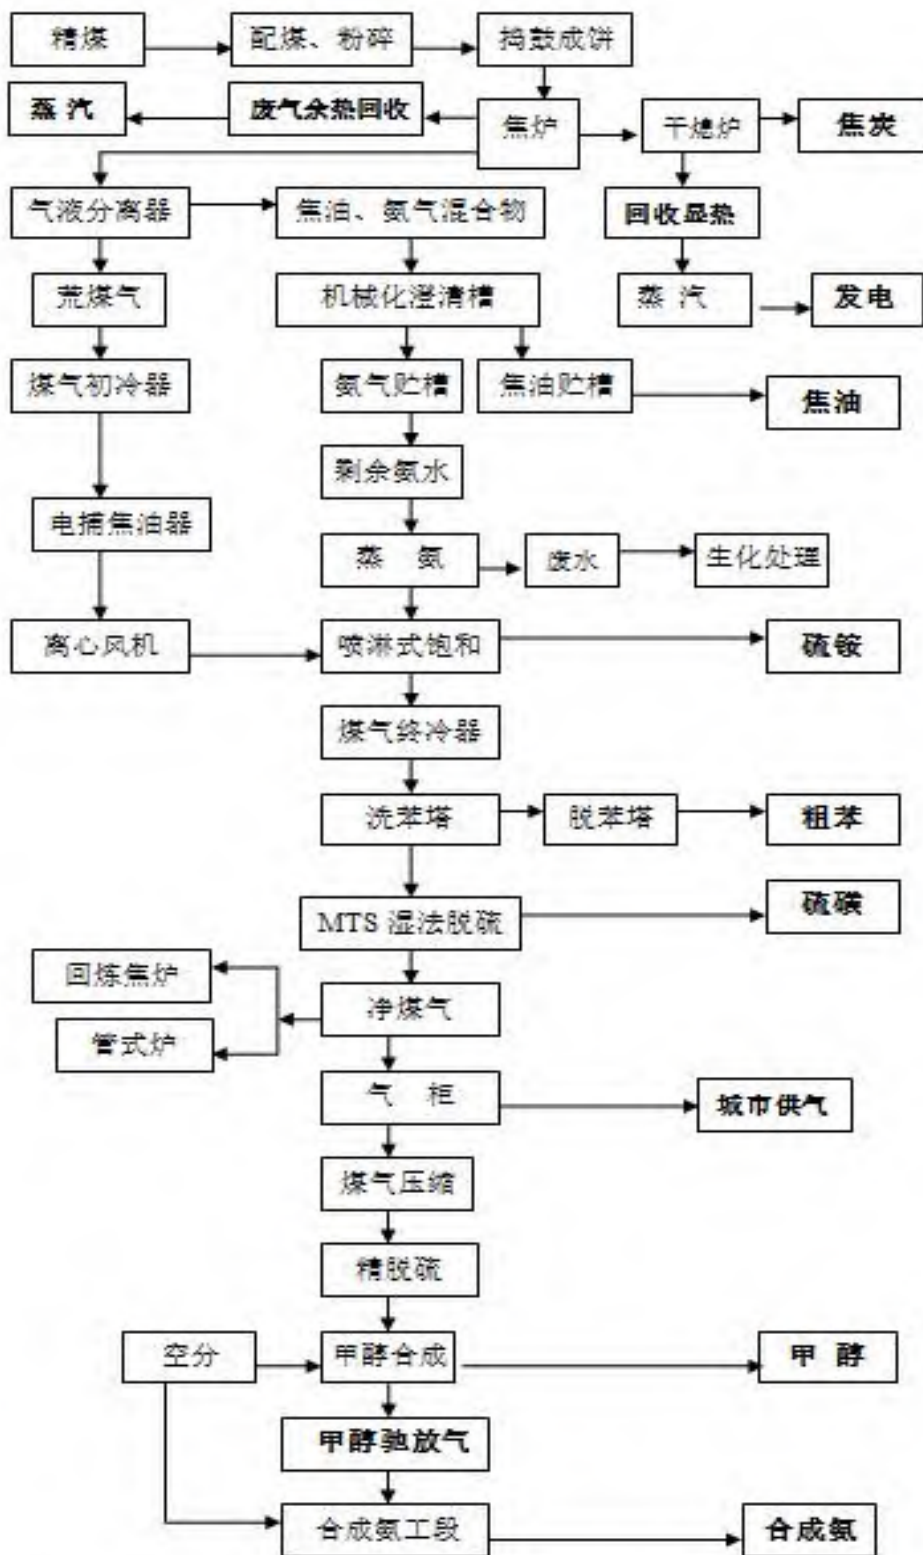 精煤
配煤、粉碎
捣鼓成饼
蒸 汽
废气余热回收
焦炉
干熄炉
焦炭
气液分离器
焦油、氨气混合物
回收显热
荒煤气
机械化澄清槽
蒸 汽
发电
煤气初冷器
氨气贮槽
焦油贮槽
焦油
剩余氨水
电捕焦油器
蒸 氨
废水
生化处理
离心风机
喷淋式饱和
硫铵
煤气终冷器
洗苯塔
脱苯塔
粗苯
MTS 湿法脱硫
硫磺
回炼焦炉
净煤气
管式炉
气 柜
城市供气
煤气压缩
精脱硫
空分
甲醇合成
甲 醇
甲醇驰放气
合成氨工段
合成氨